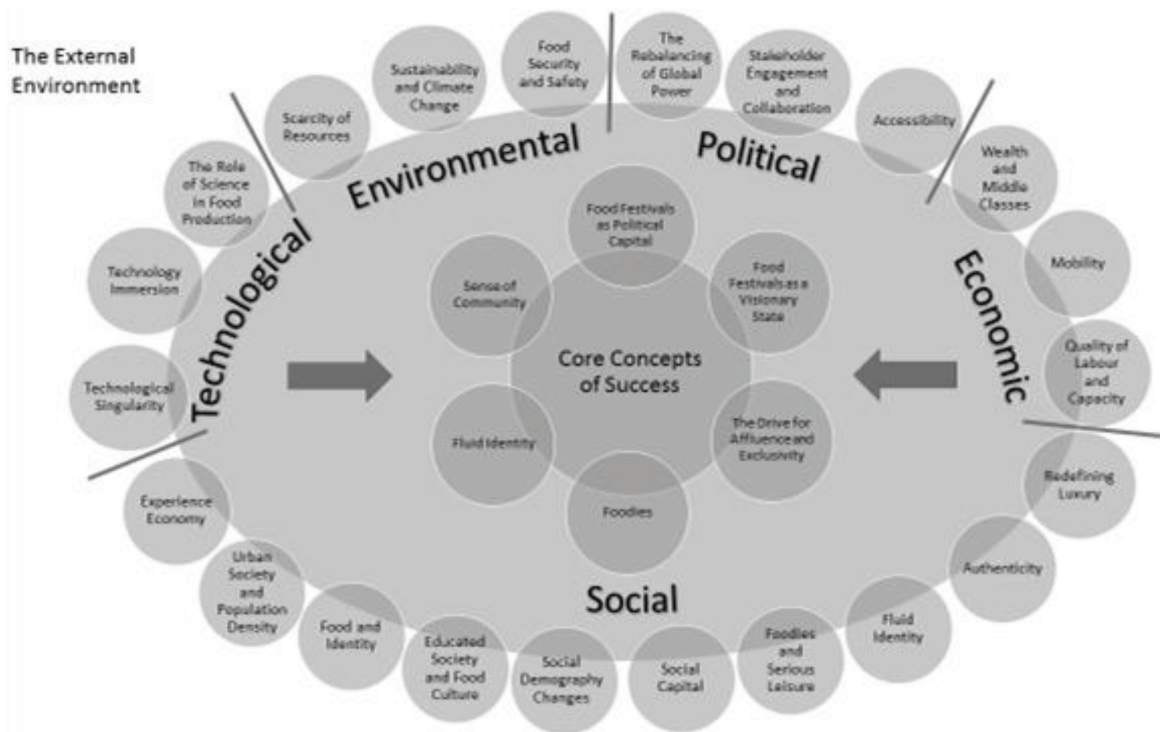 The External
Environment
Food
Security
and Safety
The
Rebalancing
of Global
Power
Stakeholder
Engagement
and
Collaboration
Sustainability
and Climate
Change
Scarcity of
Resources
Accessibility
Wealth
and
Middle
Classes
The Role
of Science
in Food
Production
Environmental
Political
Technological
Economic
Technology
Immersion
Mobility
Food Festivals
as Political
Capital
Sense of
Community
Food
Festivals as a
Visionary
State
Core Concepts
of Success
Technological
Singularity
Quality of
Labour
and
Capacity
Fluid Identity
The Drive for
Affluence and
Exclusivity
Foodies
Experience
Economy
Redefining
Luxury
Urban
Society
and
Population
Density
Authenticity
Social
Food and
Identity
Fluid
Identity
Educated
Society
and Food
Culture
Social
Demography
Changes
Social
Capital
Foodies
and
Serious
Leisure